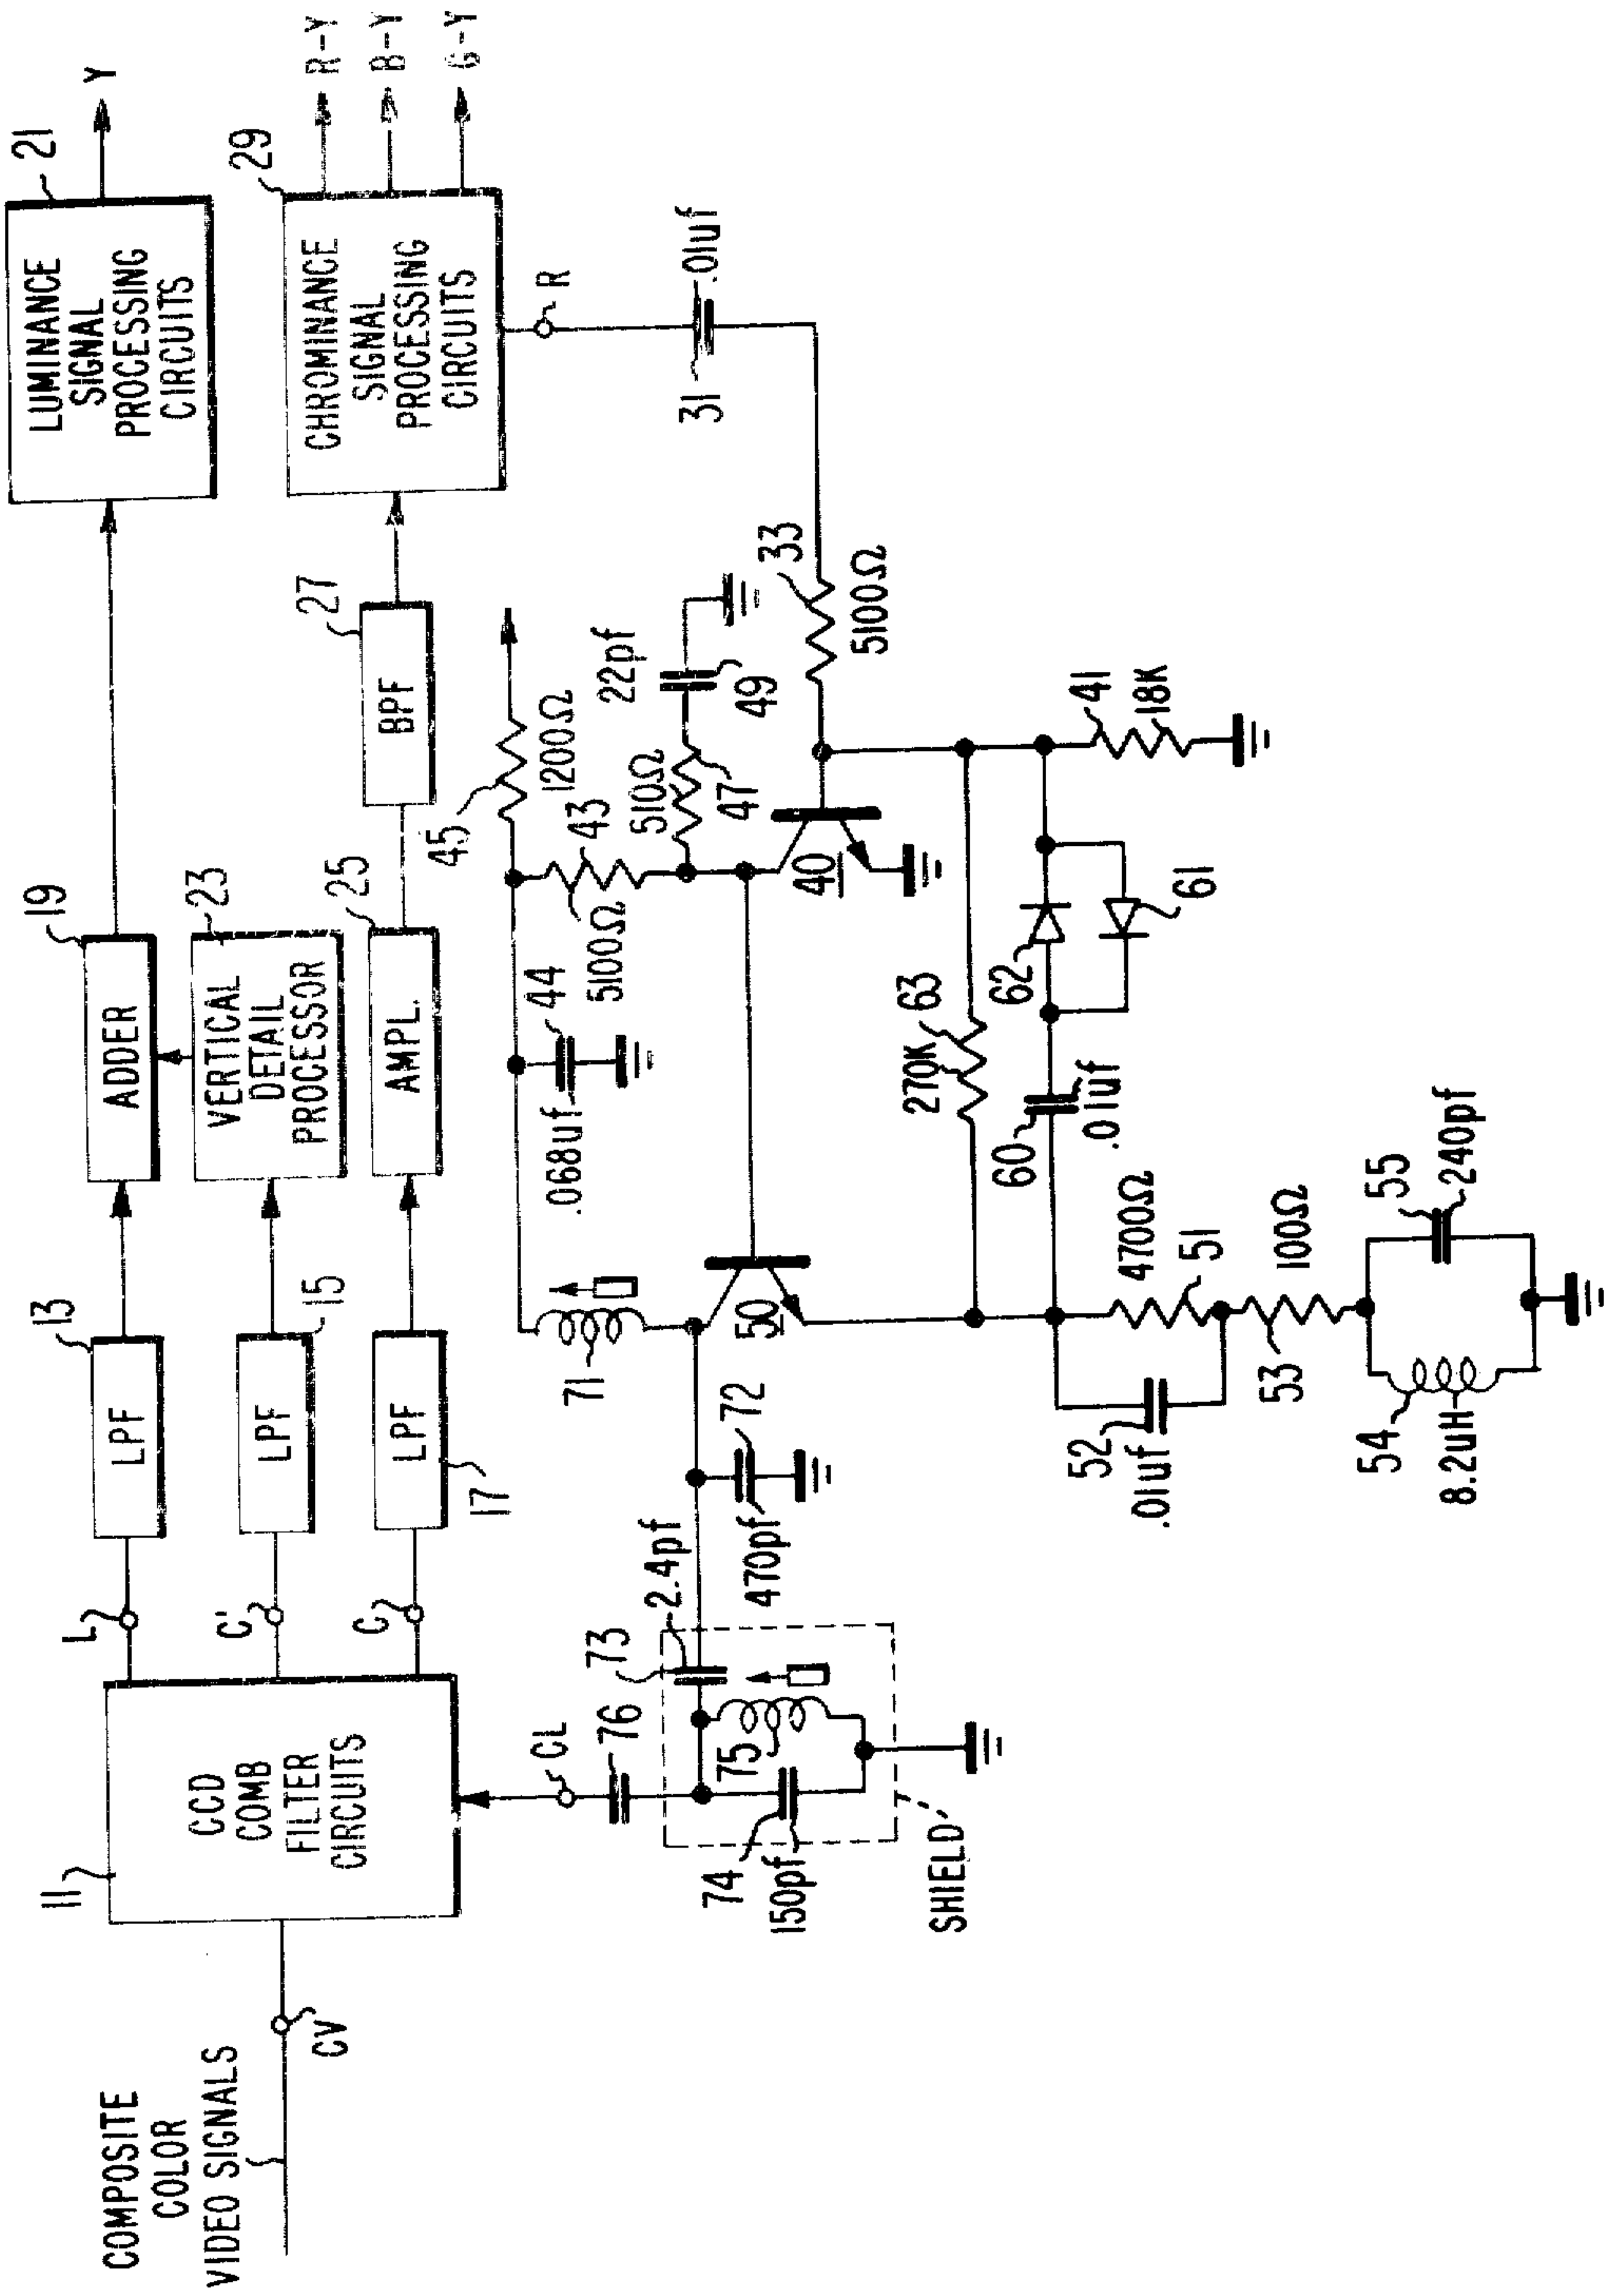 COMPOSITE
COLOR
VIDEO SIGNALS
CV
11
CCD
COMB
FILTER
CIRCUITS
L
C'
C
CL
13
LPF
15
LPF
17
LPF
19
ADDER
23
VERTICAL
DETAIL
PROCESSOR
25
AMPL.
27
BPF
21
LUMINANCE
SIGNAL
PROCESSING
CIRCUITS
Y
29
CHROMINANCE
SIGNAL
PROCESSING
CIRCUITS
R-Y
B-Y
G-Y
R
31
.01uf
33
5100Ω
45
1200Ω
43
5100Ω
44
.068uf
510Ω
47
22pf
49
40
41
18K
71
50
72
470pf
73
2.4pf
76
75
74
150pf
SHIELD
63
270K
62
61
60
.01uf
4700Ω
51
52
.01uf
53
100Ω
54
8.2uH
55
240pf